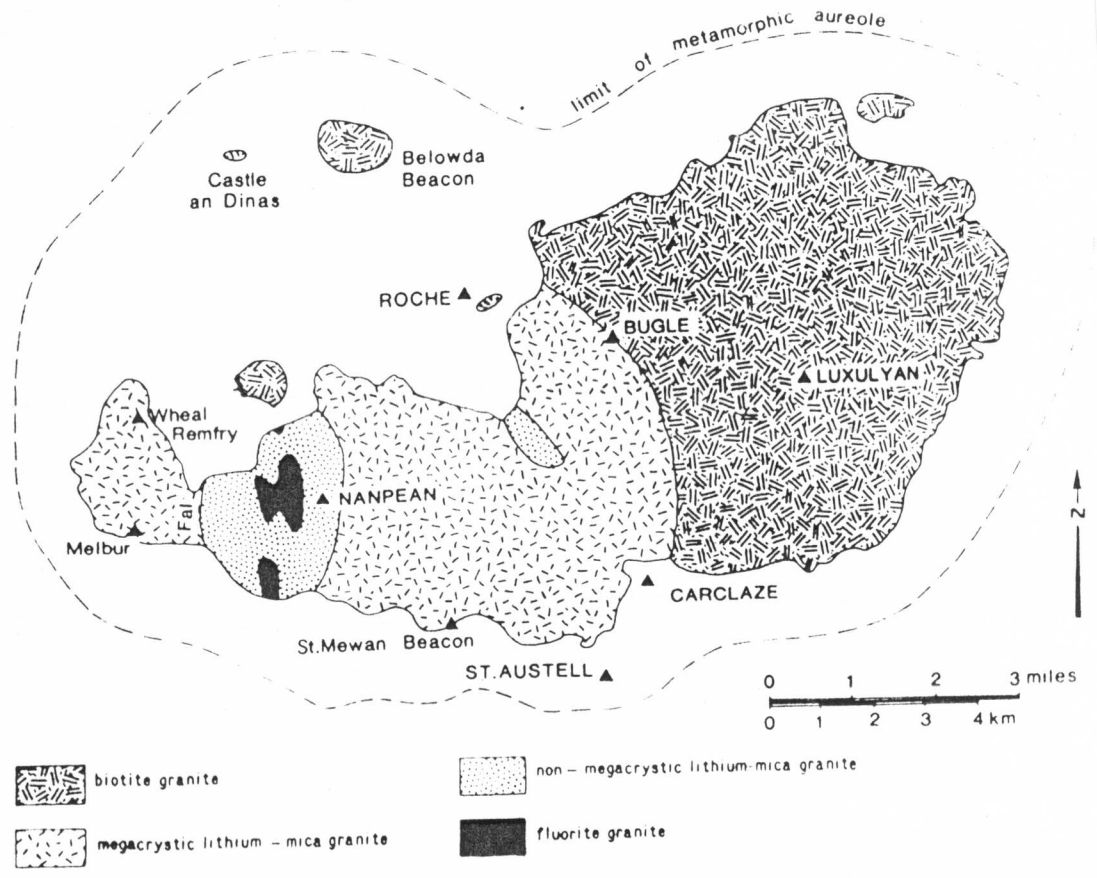 limit of metamorphic aureole
Belowda
Beacon
Castle
an Dinas
ROCHE
BUGLE
LUXULYAN
Wheal
Remfry
NANPEAN
Fal
Melbur
CARCLAZE
St.Mewan Beacon
ST.AUSTELL
N
0 1 2 3 miles
0 1 2 3 4 km
biotite granite
non - megacrystic lithium-mica granite
megacrystic lithium - mica granite
fluorite granite